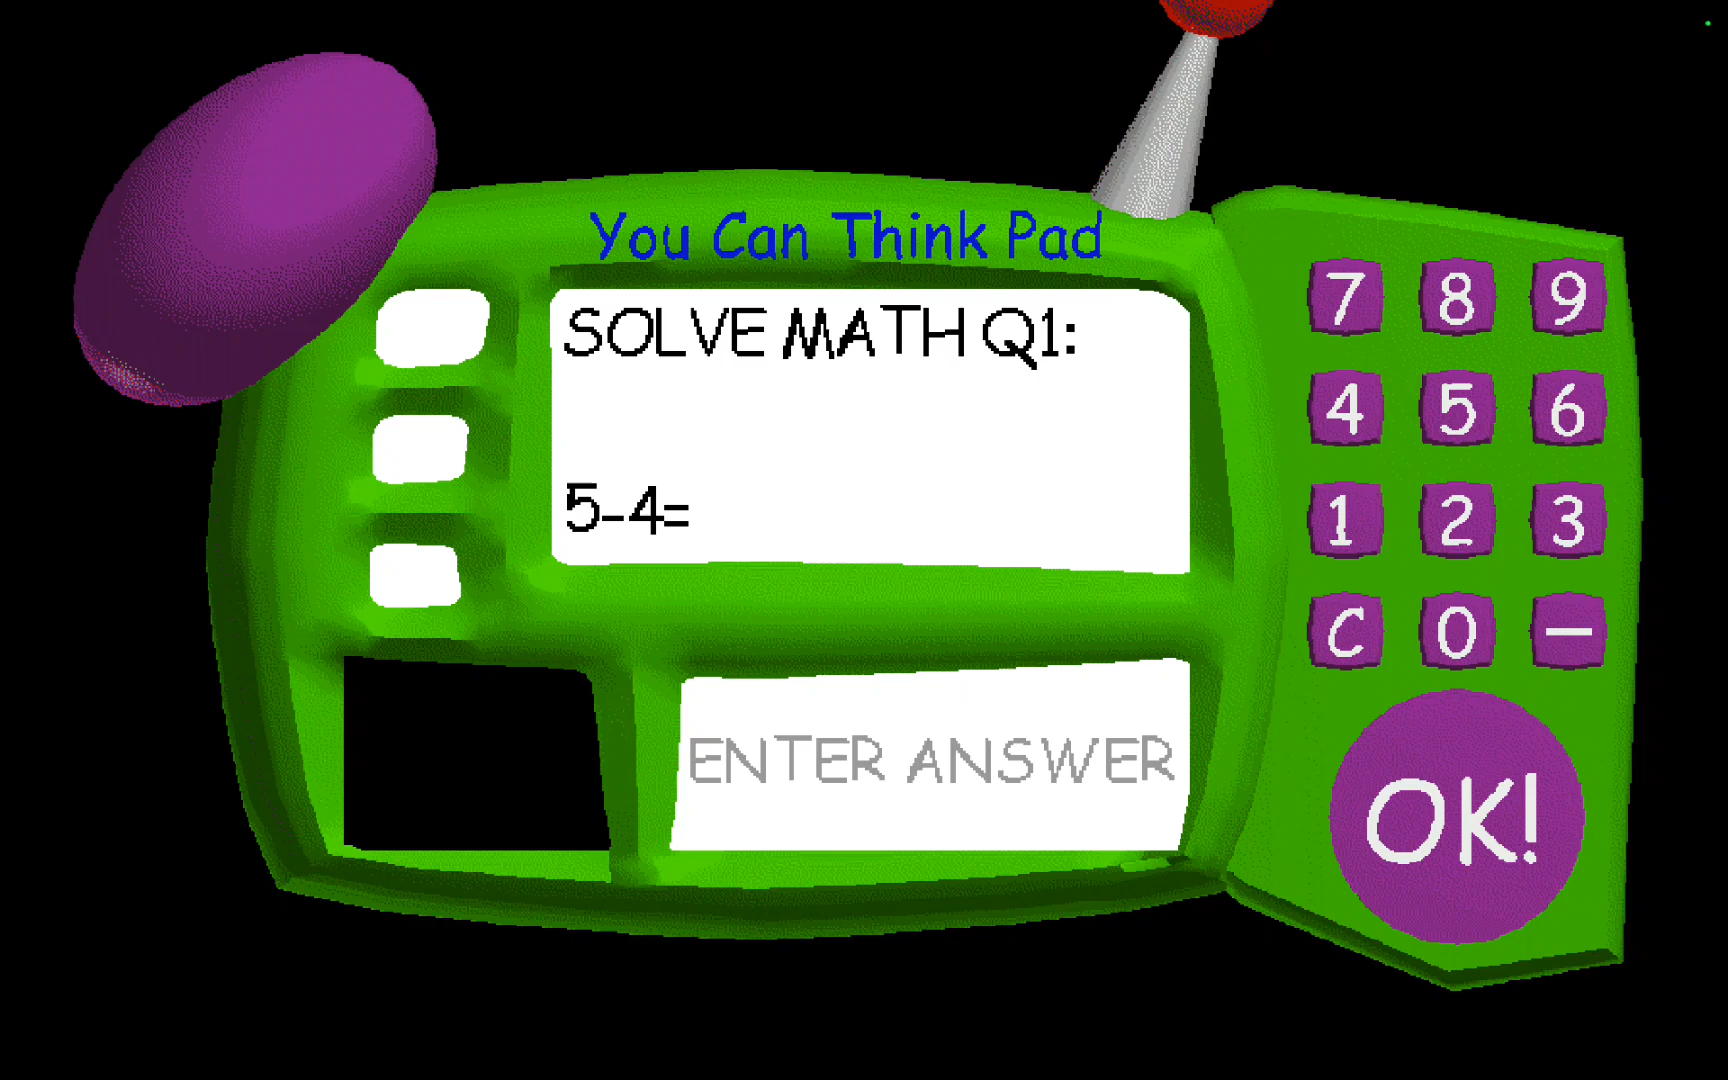 You Can Think Pad
SOLVE MATH Q1:
5-4=
ENTER ANSWER
7 8 9
4 5 6
1 2 3
C 0 −
OK!